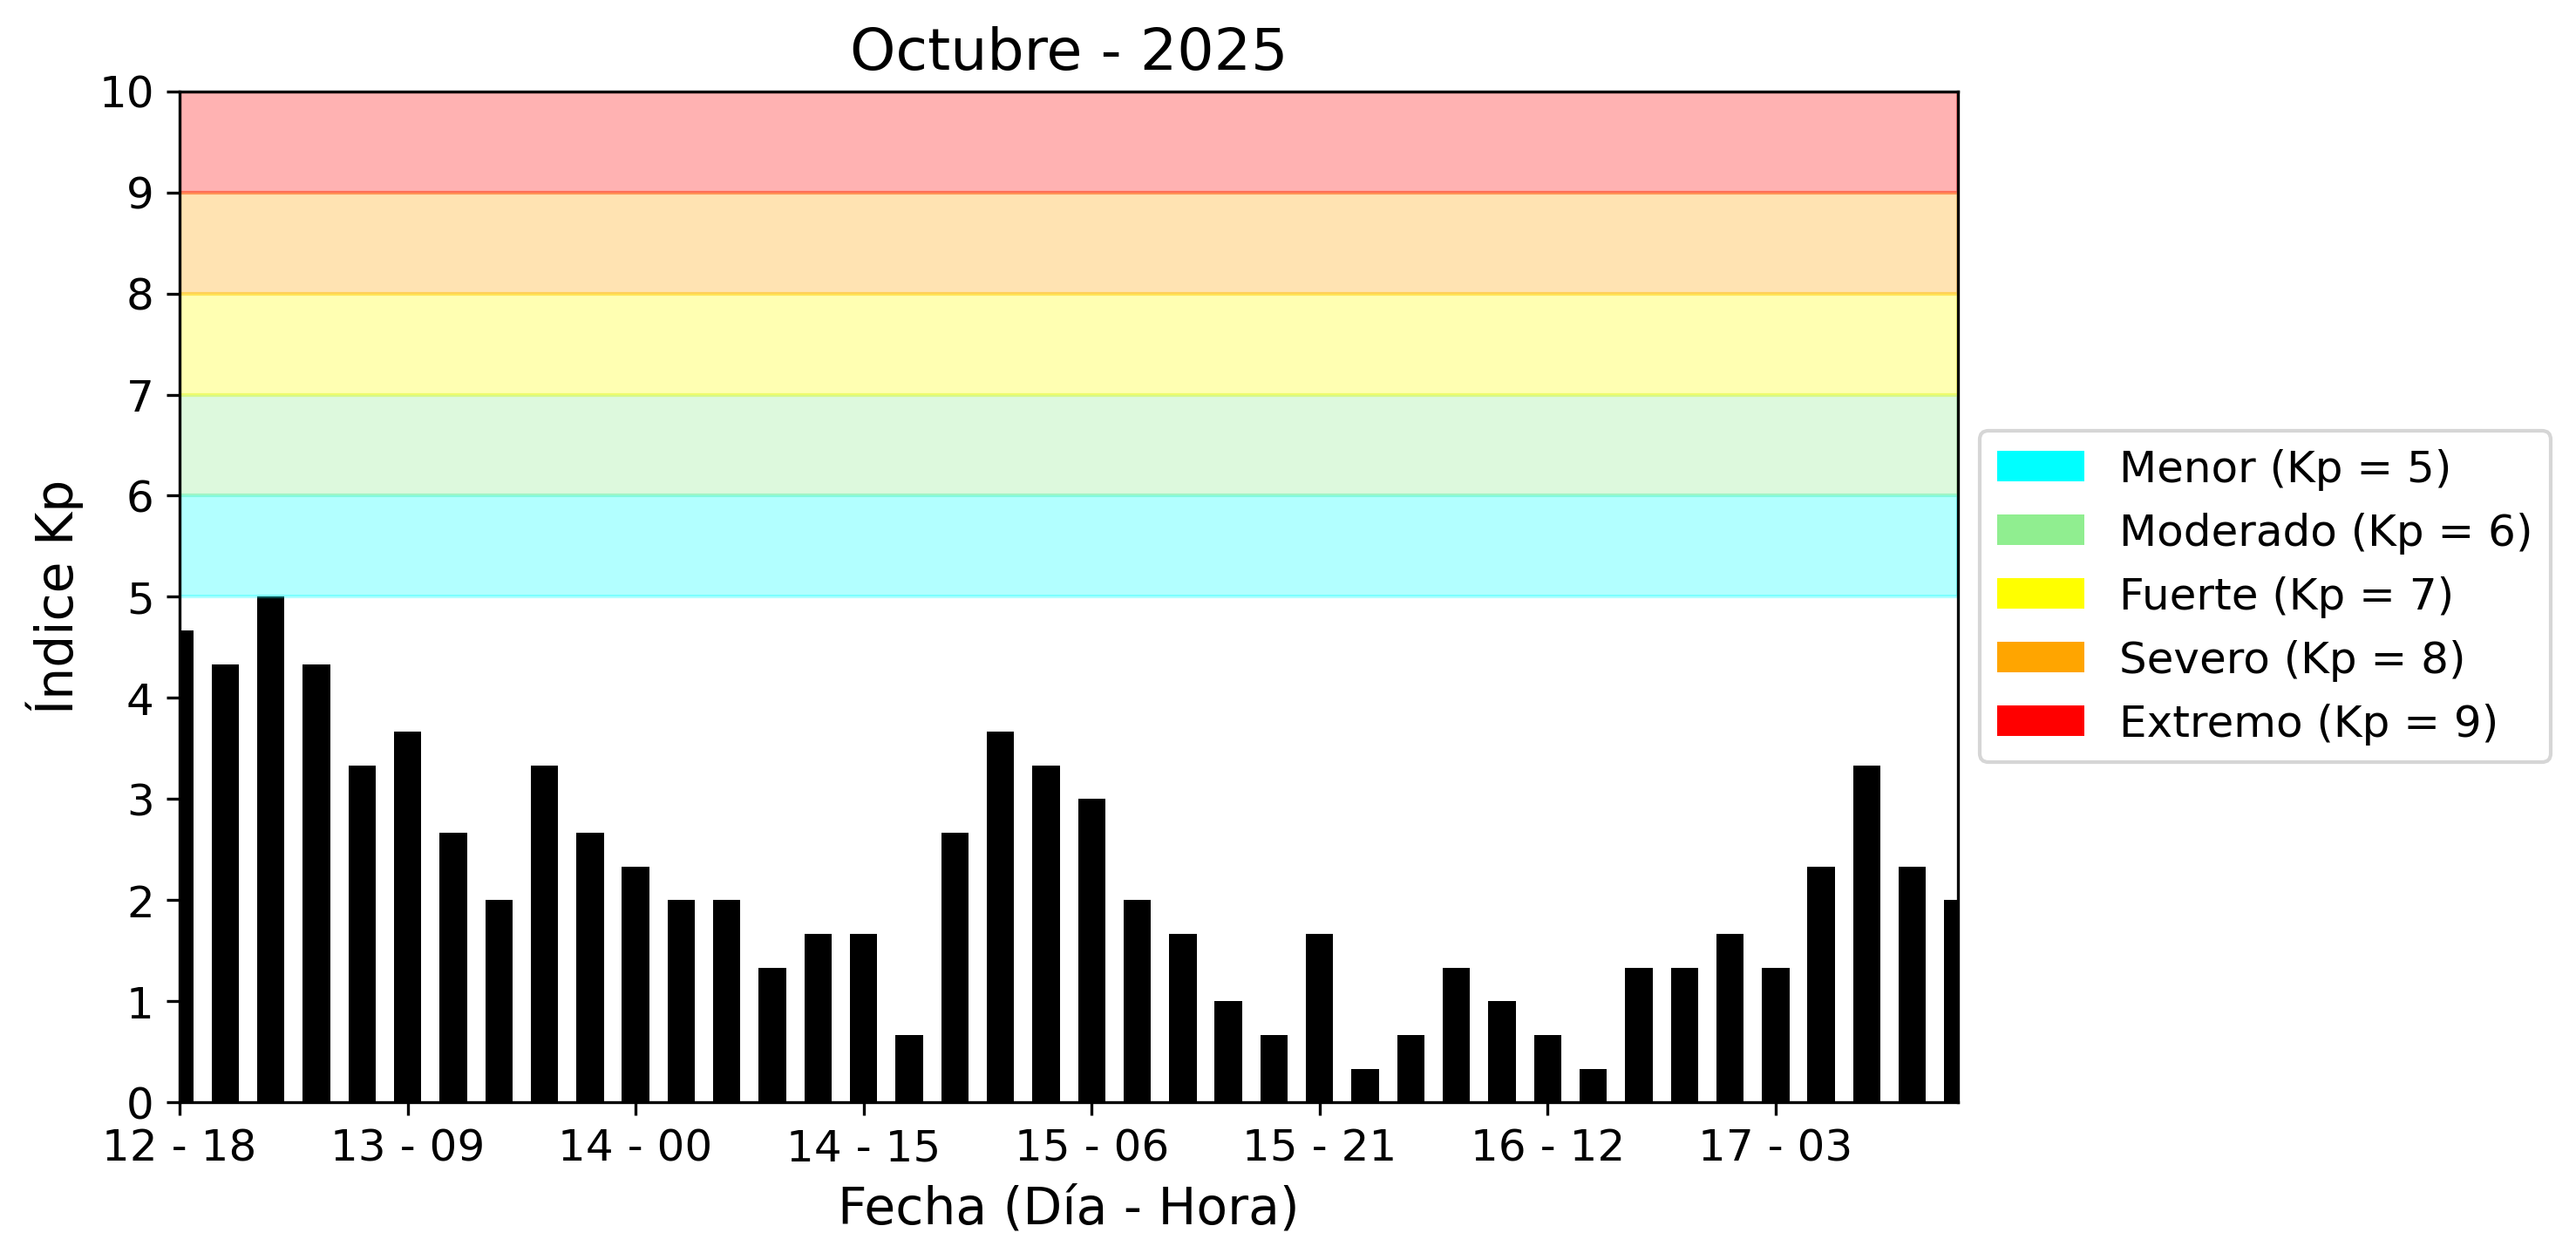 Octubre - 2025
10
9
8
7
6
5
4
3
2
1
0
Índice Kp
12 - 18
13 - 09
14 - 00
14 - 15
15 - 06
15 - 21
16 - 12
17 - 03
Fecha (Día - Hora)
Menor (Kp = 5)
Moderado (Kp = 6)
Fuerte (Kp = 7)
Severo (Kp = 8)
Extremo (Kp = 9)